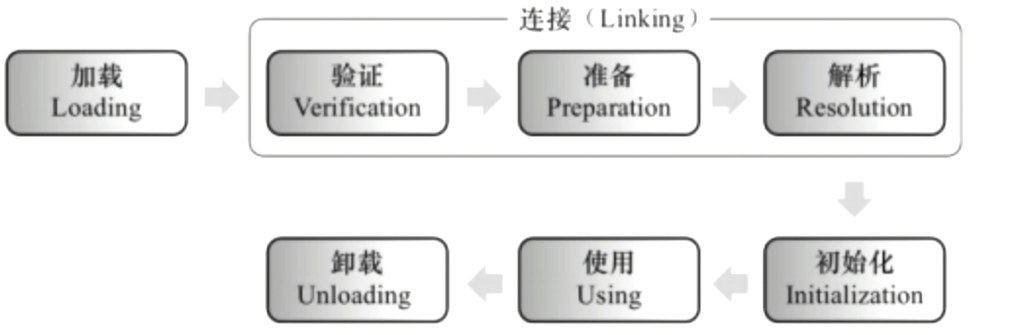 连接（Linking）
加载
Loading
验证
Verification
准备
Preparation
解析
Resolution
初始化
Initialization
使用
Using
卸载
Unloading